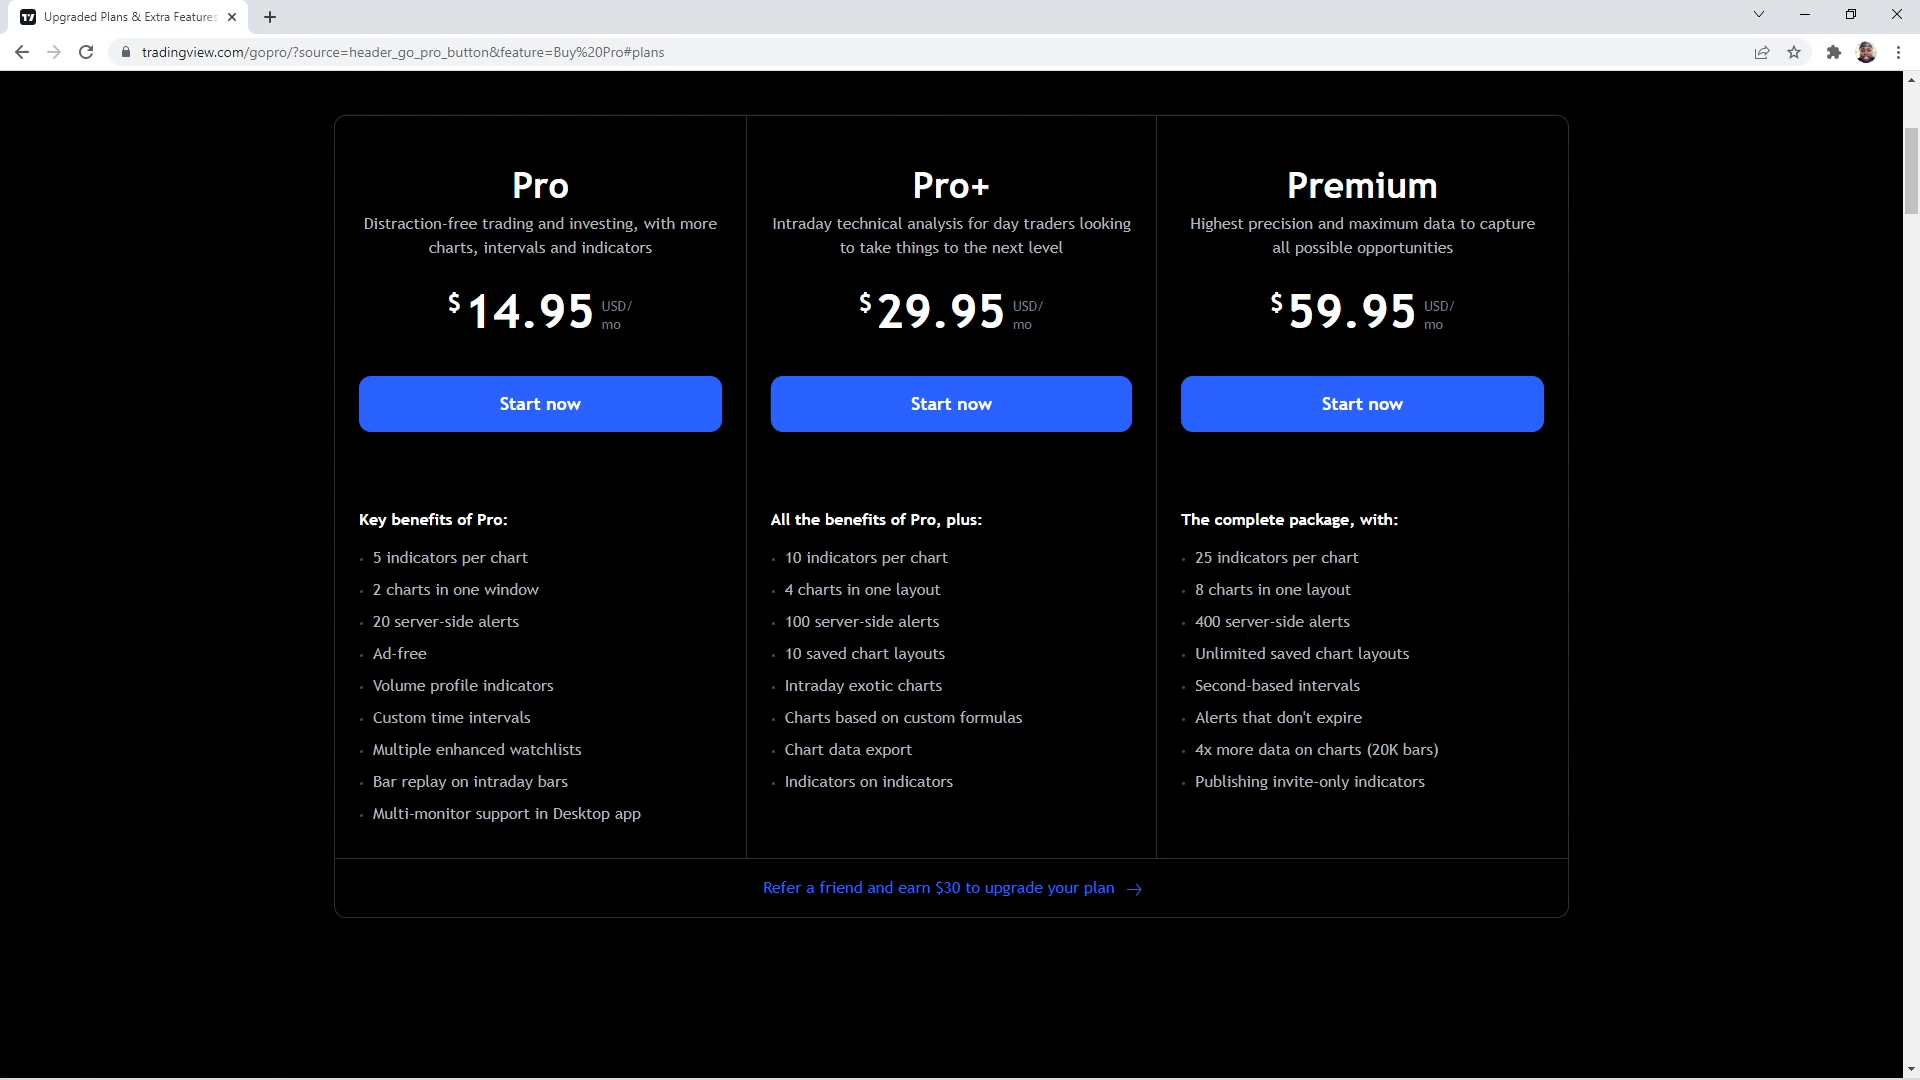 Upgraded Plans & Extra Features
tradingview.com/gopro/?source=header_go_pro_button&feature=Buy%20Pro#plans
Pro
Distraction-free trading and investing, with more
charts, intervals and indicators
$14.95 USD/
mo
Start now
Key benefits of Pro:
5 indicators per chart
2 charts in one window
20 server-side alerts
Ad-free
Volume profile indicators
Custom time intervals
Multiple enhanced watchlists
Bar replay on intraday bars
Multi-monitor support in Desktop app
Pro+
Intraday technical analysis for day traders looking
to take things to the next level
$29.95 USD/
mo
Start now
All the benefits of Pro, plus:
10 indicators per chart
4 charts in one layout
100 server-side alerts
10 saved chart layouts
Intraday exotic charts
Charts based on custom formulas
Chart data export
Indicators on indicators
Premium
Highest precision and maximum data to capture
all possible opportunities
$59.95 USD/
mo
Start now
The complete package, with:
25 indicators per chart
8 charts in one layout
400 server-side alerts
Unlimited saved chart layouts
Second-based intervals
Alerts that don't expire
4x more data on charts (20K bars)
Publishing invite-only indicators
Refer a friend and earn $30 to upgrade your plan →